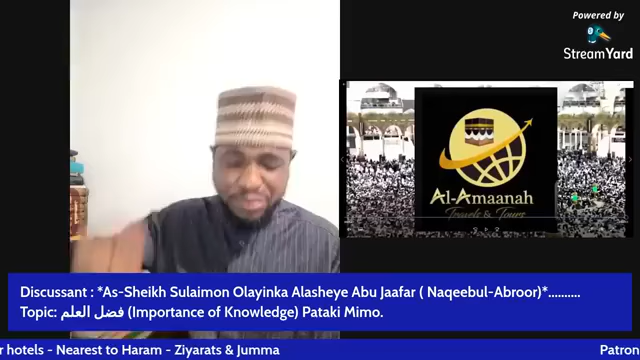 Powered by
StreamYard
Al-Amaanah
Travels & Tours
Discussant : *As-Sheikh Sulaimon Olayinka Alasheye Abu Jaafar ( Naqeebul-Abroor)*..........
Topic: فضل العلم (Importance of Knowledge) Pataki Mimo.
r hotels - Nearest to Haram - Ziyarats & Jumma
Patron